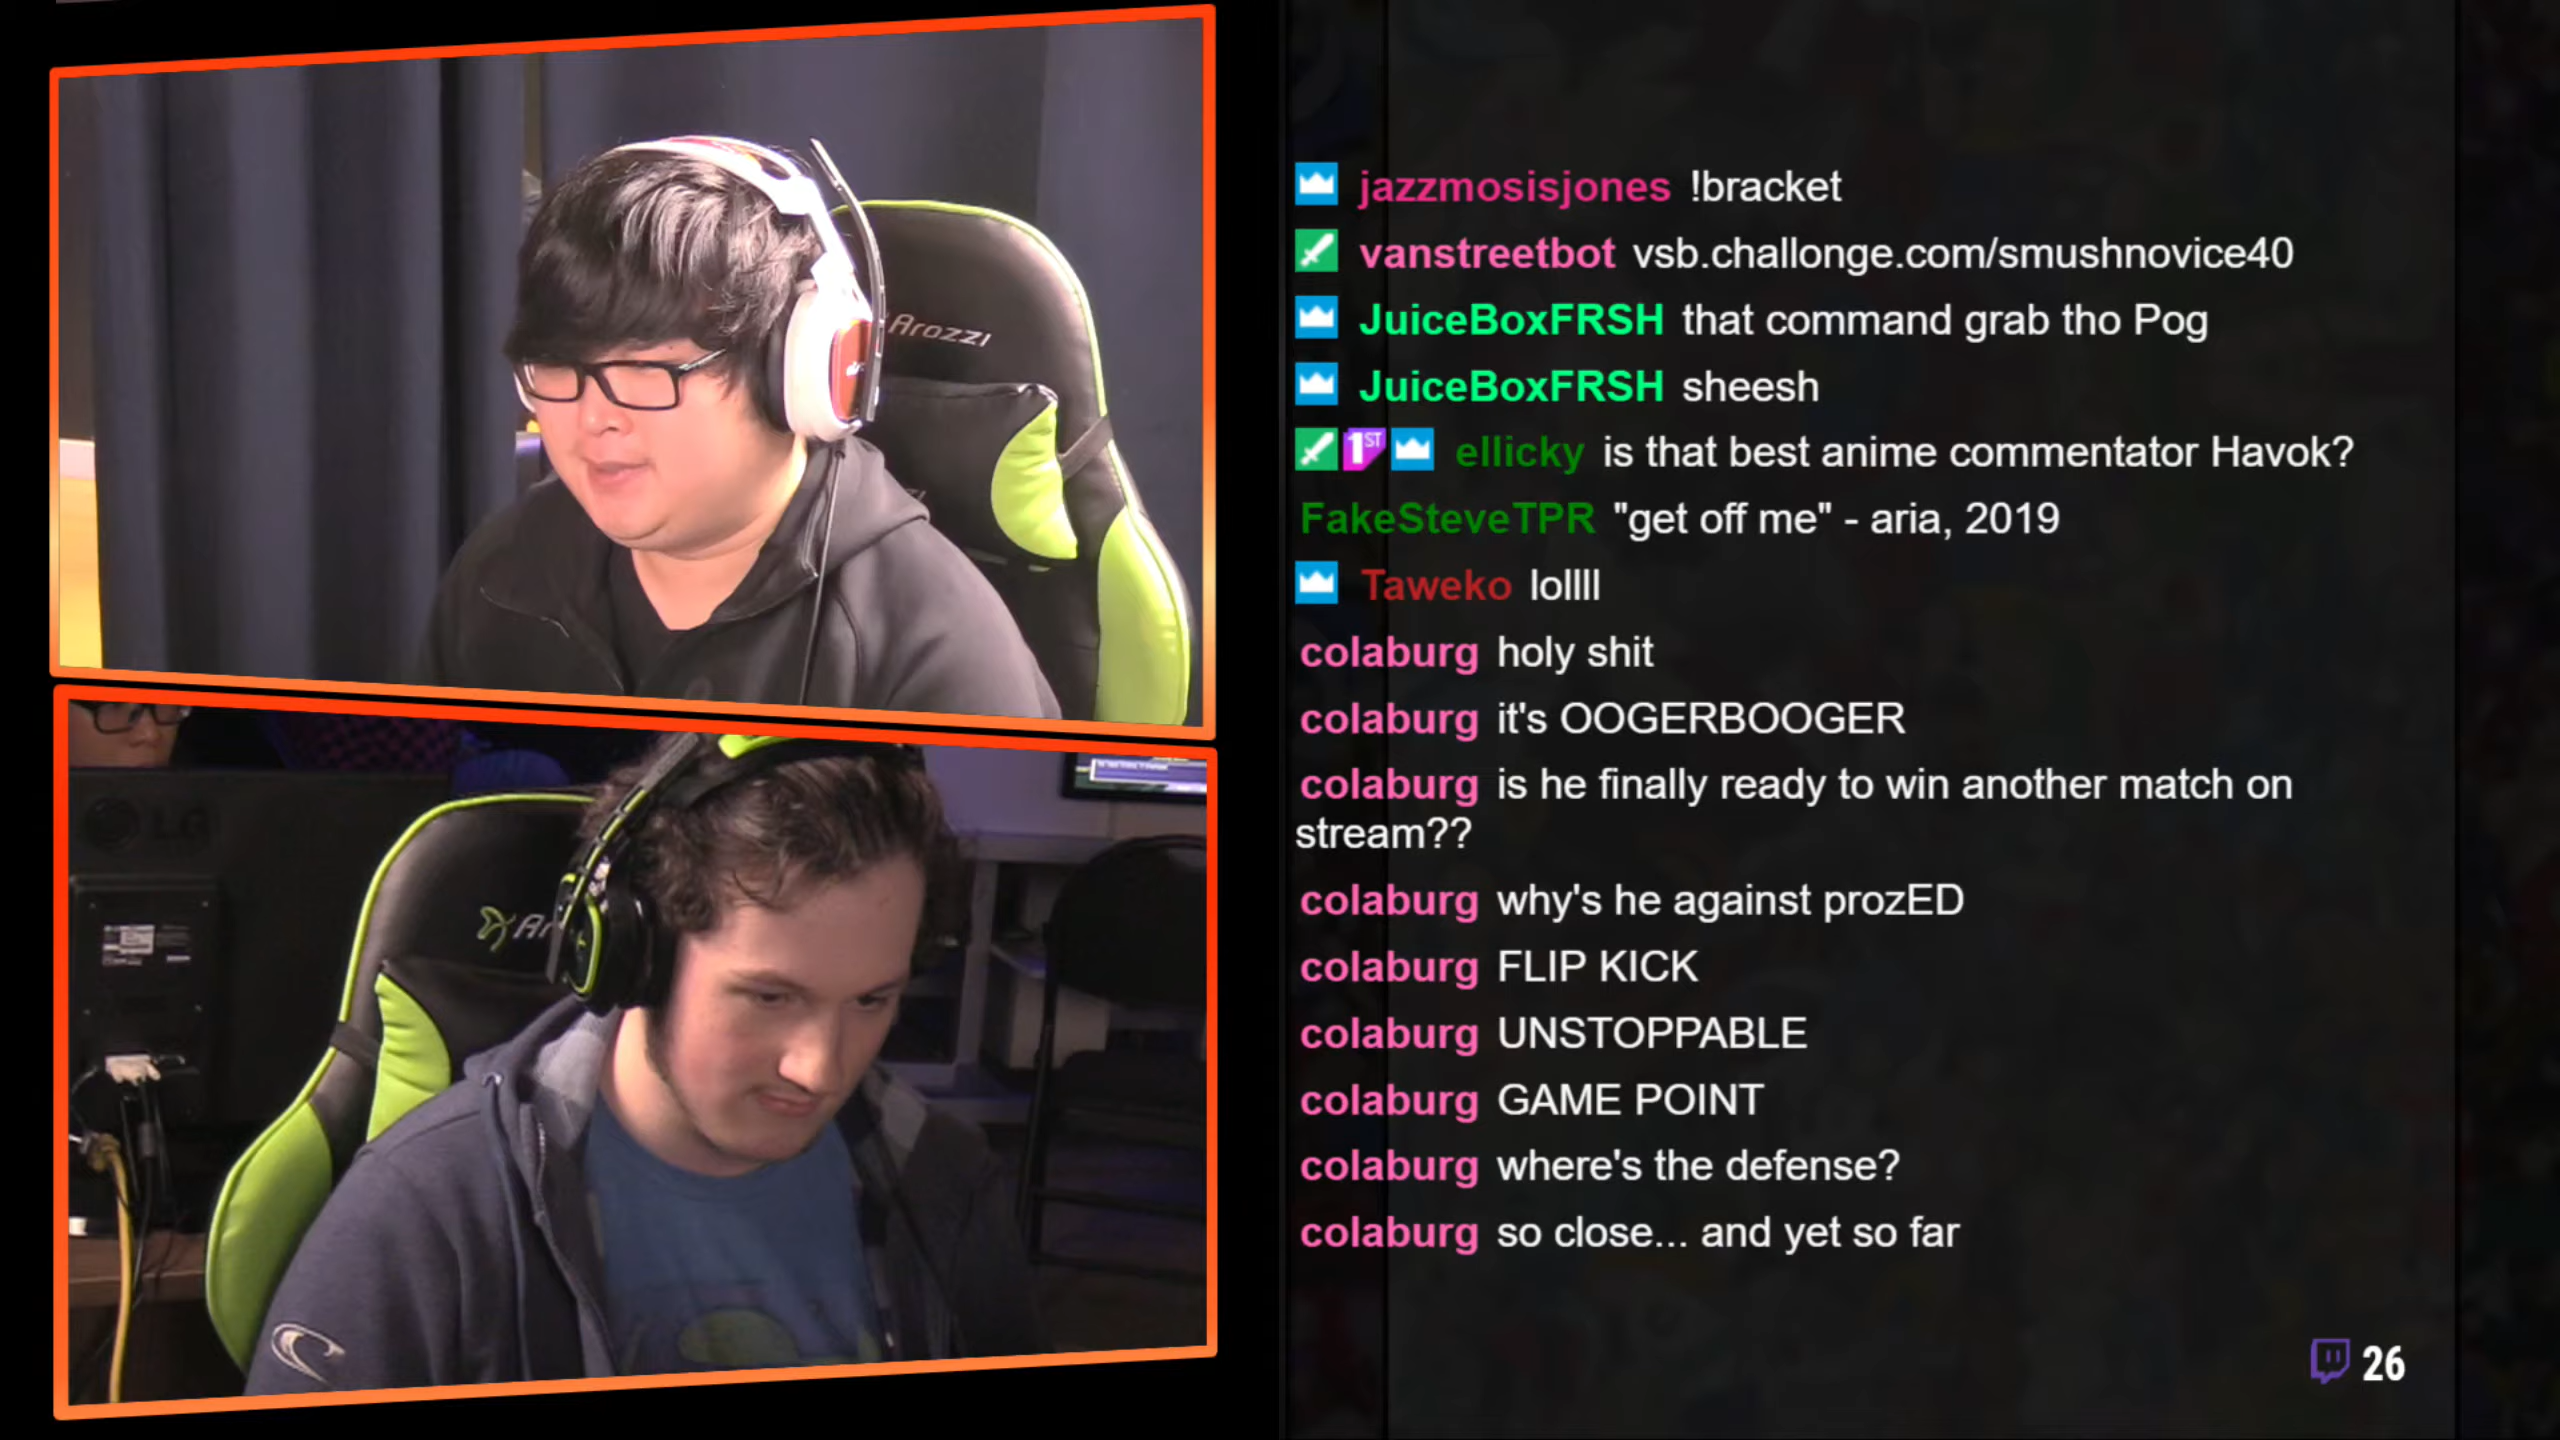 Arozzi
LG
jazzmosisjones !bracket
vanstreetbot vsb.challonge.com/smushnovice40
JuiceBoxFRSH that command grab tho Pog
JuiceBoxFRSH sheesh
1ST ellicky is that best anime commentator Havok?
FakeSteveTPR "get off me" - aria, 2019
Taweko lollll
colaburg holy shit
colaburg it's OOGERBOOGER
colaburg is he finally ready to win another match on
stream??
colaburg why's he against prozED
colaburg FLIP KICK
colaburg UNSTOPPABLE
colaburg GAME POINT
colaburg where's the defense?
colaburg so close... and yet so far
26